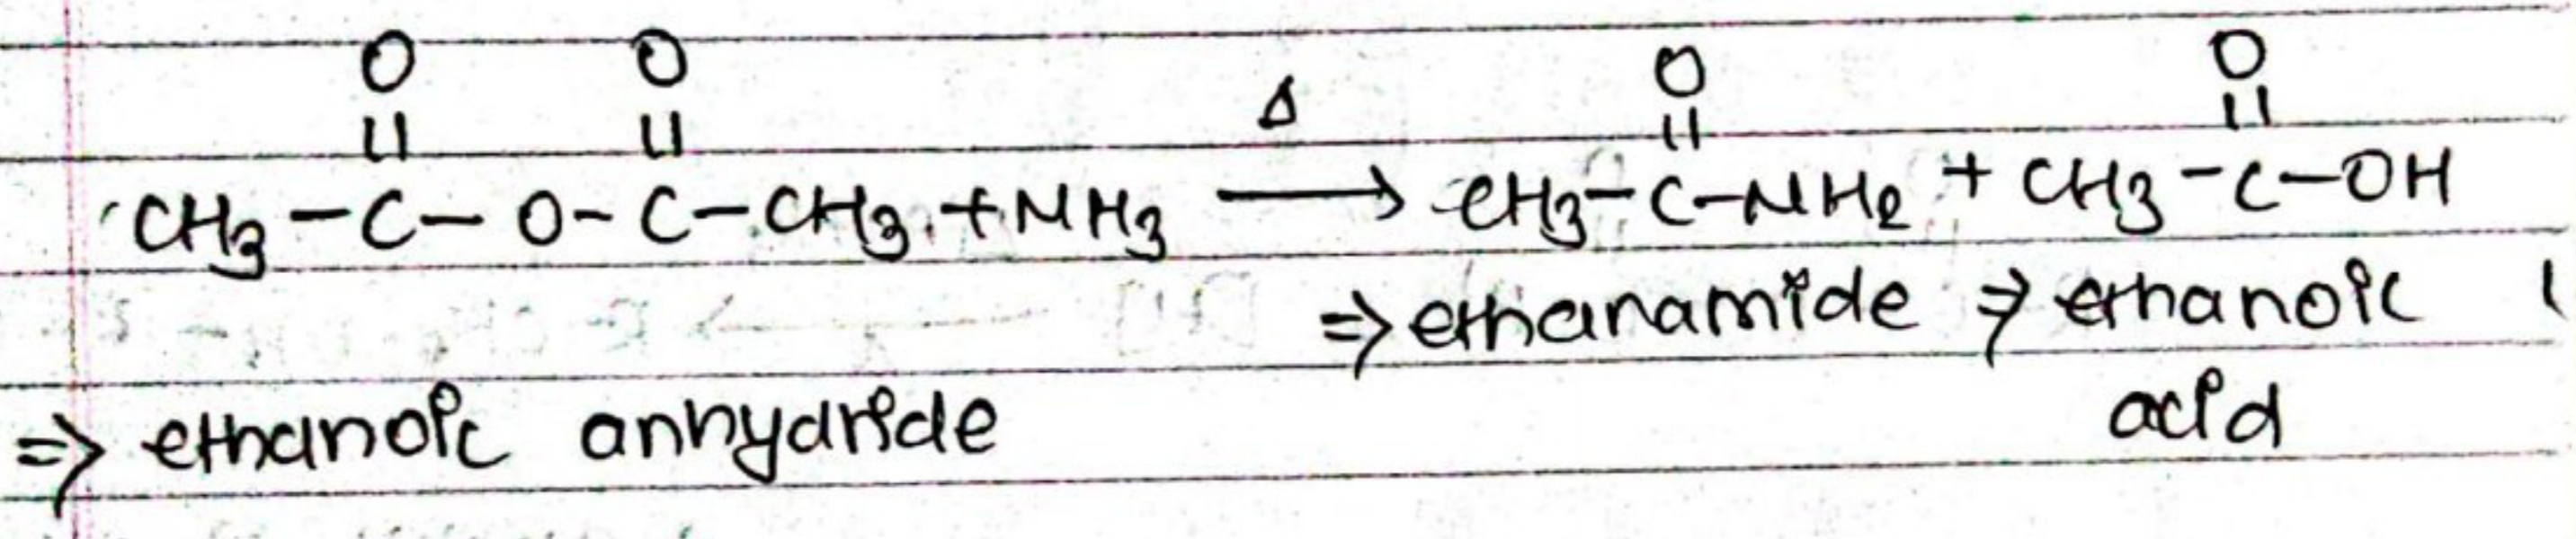 O O Δ O O
|| || || ||
CH3-C-O-C-CH3+NH3 ⟶ CH3-C-NH2 + CH3-C-OH
⇒ ethanamide ⇒ ethanoic
⇒ ethanoic anhydride acid